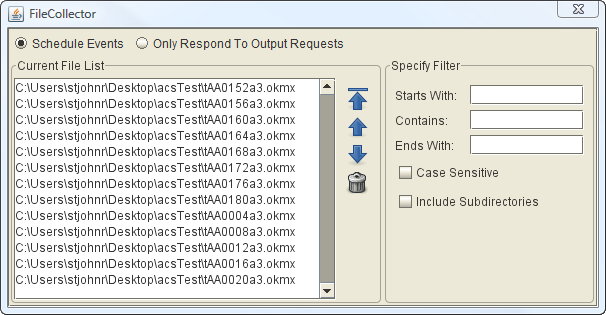 FileCollector
Schedule Events
Only Respond To Output Requests
Current File List
C:\Users\stjohnr\Desktop\acsTest\tAA0152a3.okmx
C:\Users\stjohnr\Desktop\acsTest\tAA0156a3.okmx
C:\Users\stjohnr\Desktop\acsTest\tAA0160a3.okmx
C:\Users\stjohnr\Desktop\acsTest\tAA0164a3.okmx
C:\Users\stjohnr\Desktop\acsTest\tAA0168a3.okmx
C:\Users\stjohnr\Desktop\acsTest\tAA0172a3.okmx
C:\Users\stjohnr\Desktop\acsTest\tAA0176a3.okmx
C:\Users\stjohnr\Desktop\acsTest\tAA0180a3.okmx
C:\Users\stjohnr\Desktop\acsTest\tAA0004a3.okmx
C:\Users\stjohnr\Desktop\acsTest\tAA0008a3.okmx
C:\Users\stjohnr\Desktop\acsTest\tAA0012a3.okmx
C:\Users\stjohnr\Desktop\acsTest\tAA0016a3.okmx
C:\Users\stjohnr\Desktop\acsTest\tAA0020a3.okmx
Specify Filter
Starts With:
Contains:
Ends With:
Case Sensitive
Include Subdirectories